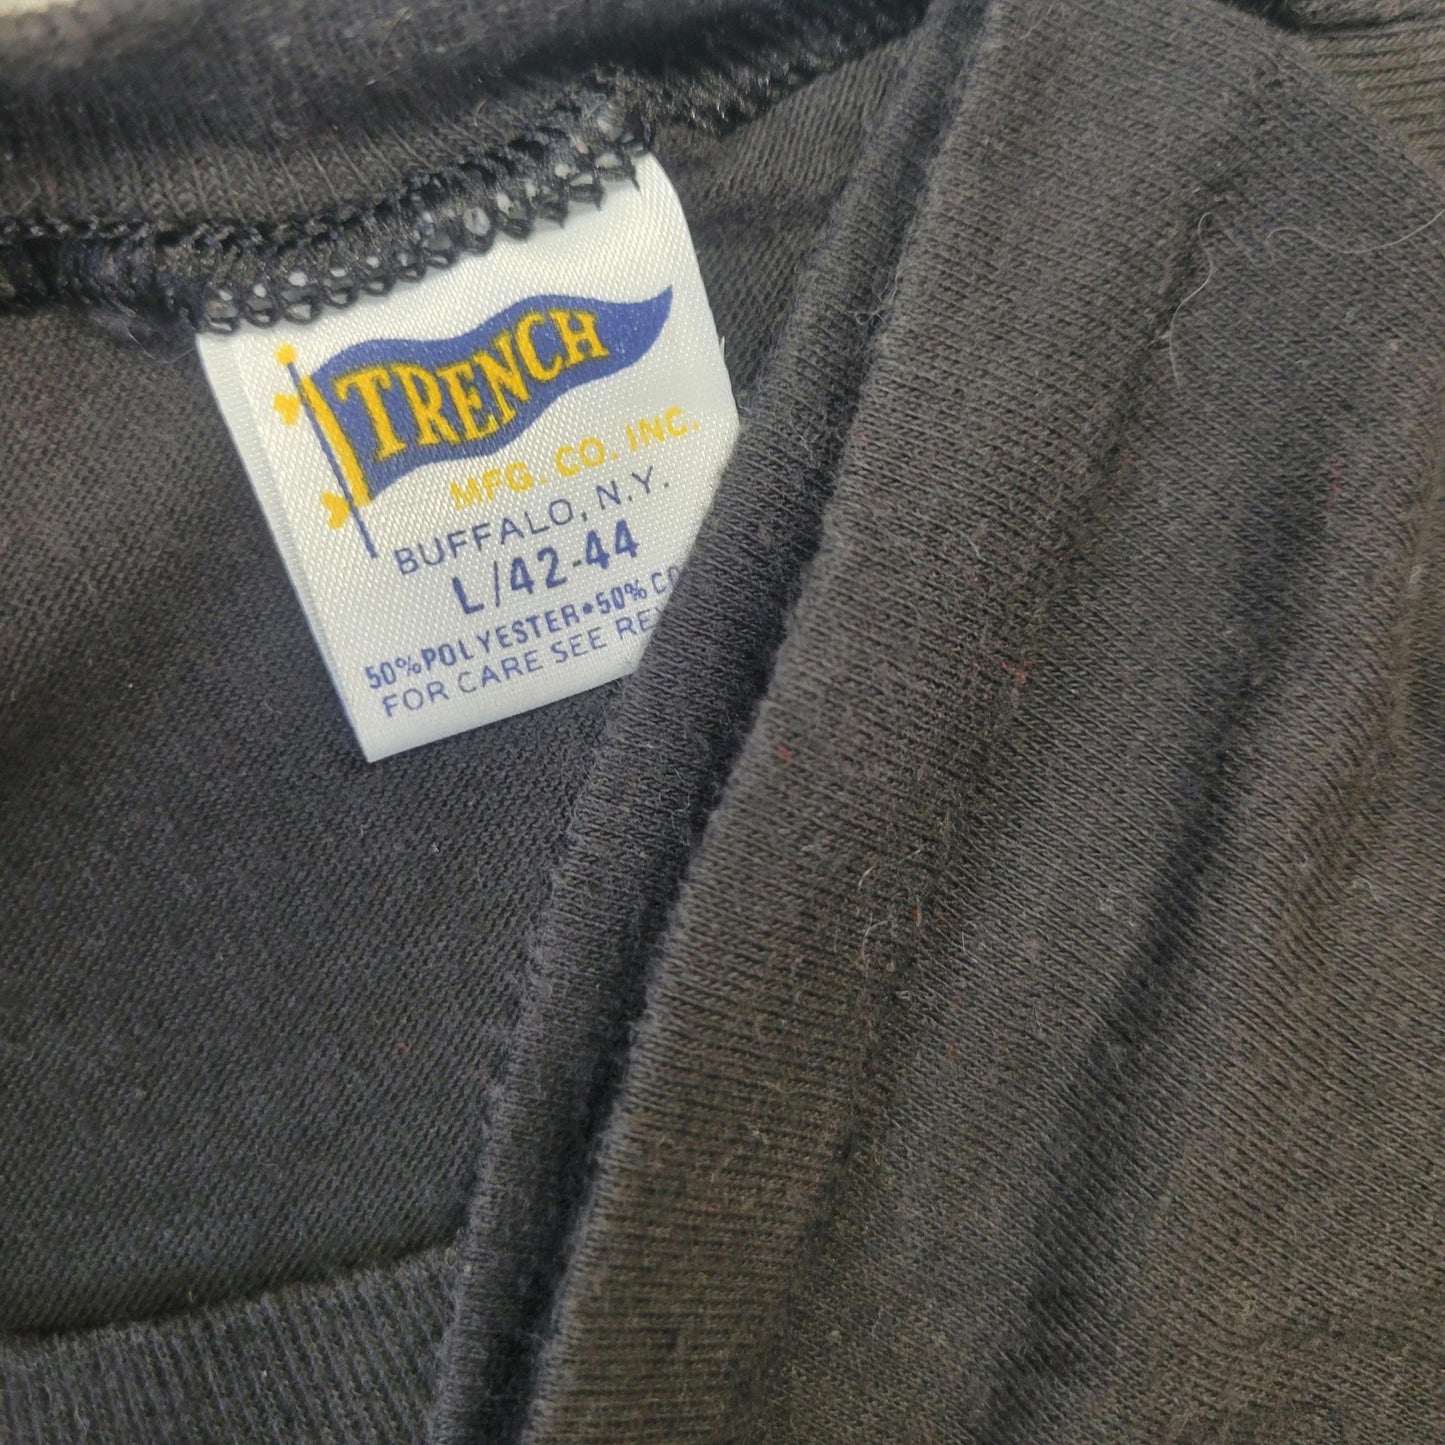 TRENCH
MFG. CO. INC.
BUFFALO, N.Y.
L/42-44
50% POLYESTER•50% CO
FOR CARE SEE RE